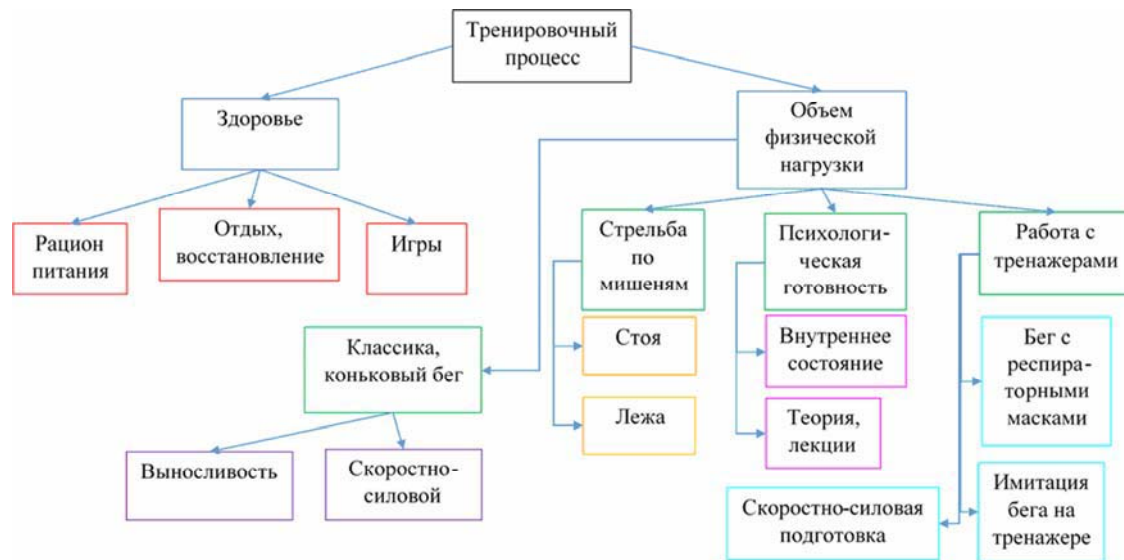 Тренировочный
процесс
Здоровье
Объем
физической
нагрузки
Рацион
питания
Отдых,
восстановление
Игры
Стрельба
по
мишеням
Психологи-
ческая
готовность
Работа с
тренажерами
Классика,
коньковый бег
Стоя
Лежа
Внутреннее
состояние
Теория,
лекции
Бег с
респира-
торными
масками
Выносливость
Скоростно-
силовой
Скоростно-силовая
подготовка
Имитация
бега на
тренажере